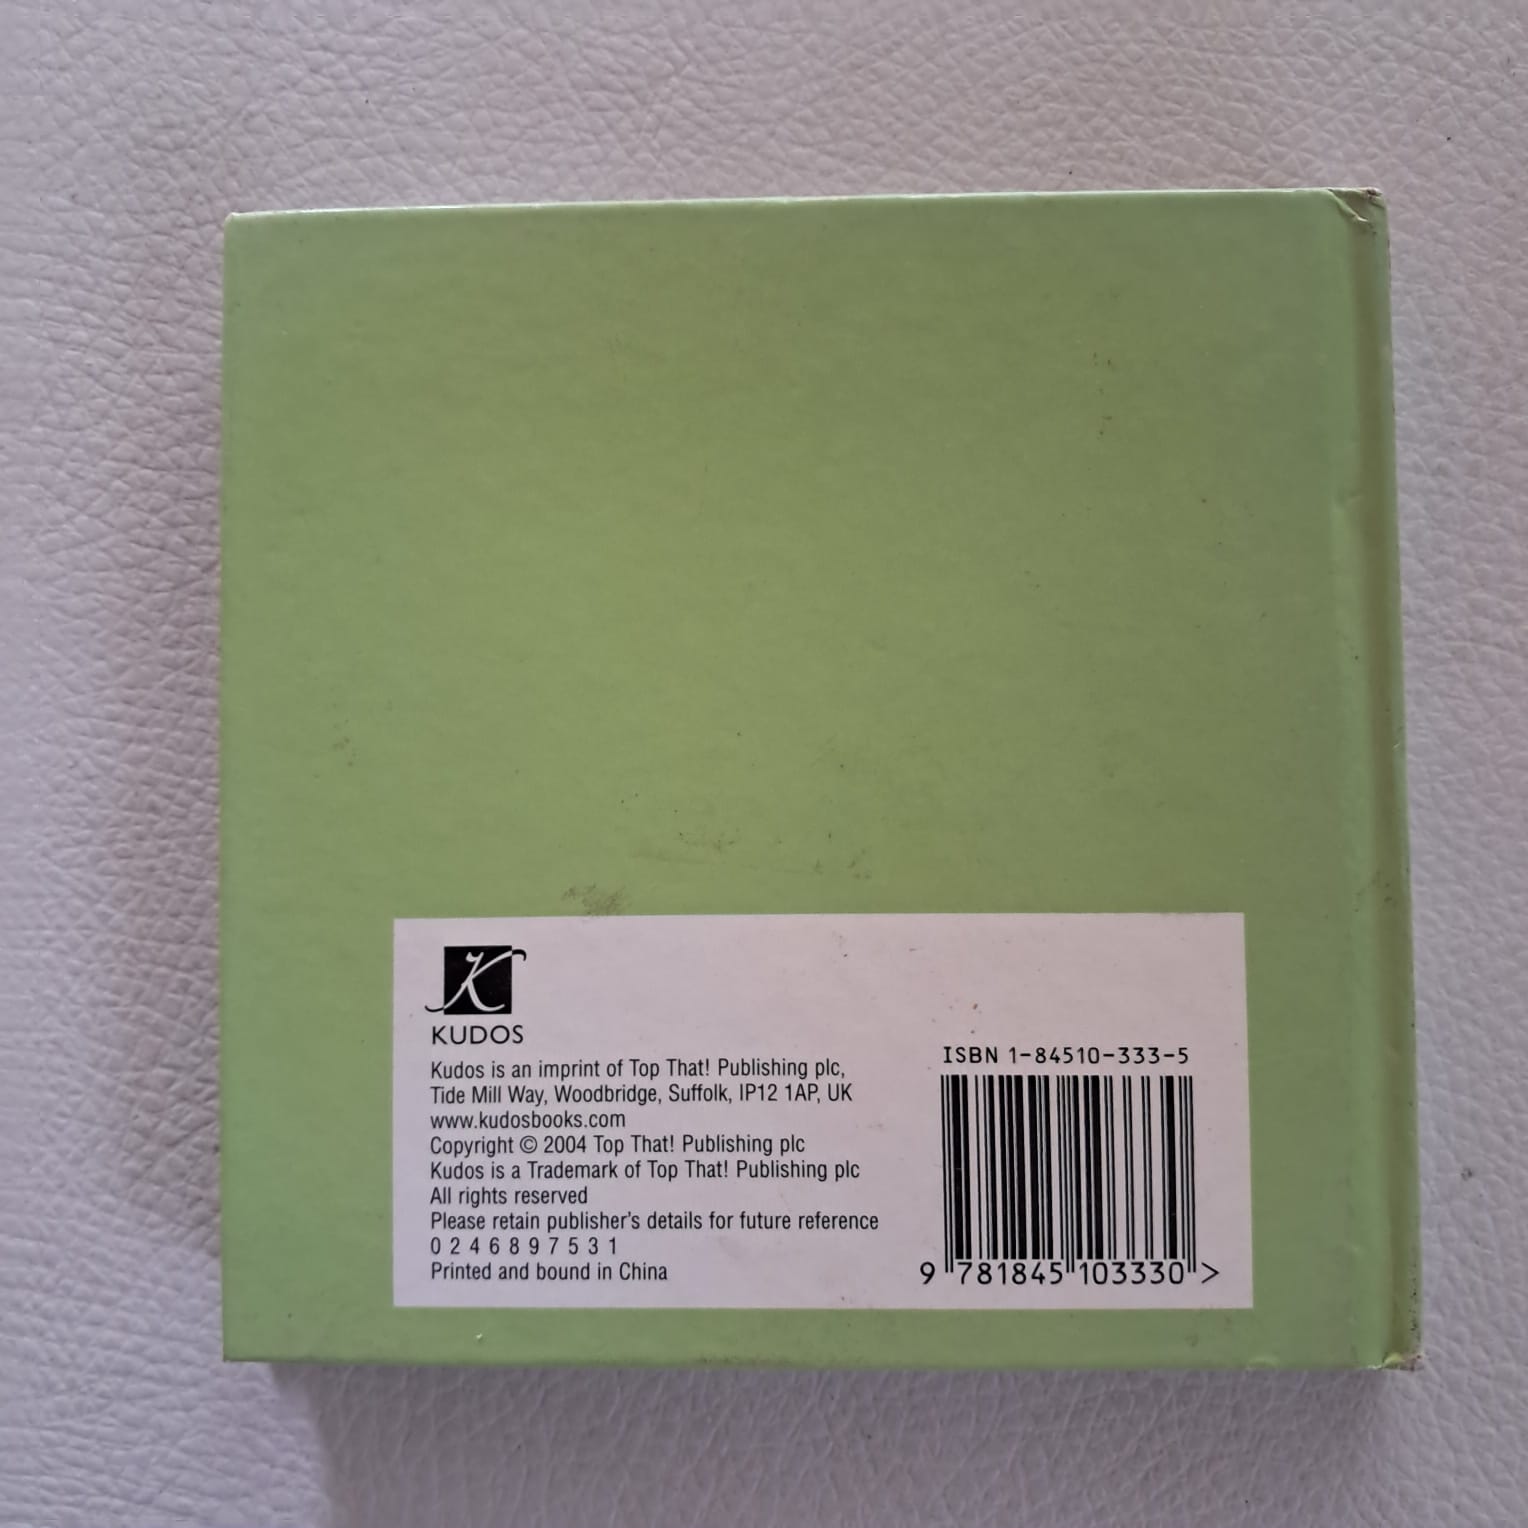 K
KUDOS
Kudos is an imprint of Top That! Publishing plc,
Tide Mill Way, Woodbridge, Suffolk, IP12 1AP, UK
www.kudosbooks.com
Copyright © 2004 Top That! Publishing plc
Kudos is a Trademark of Top That! Publishing plc
All rights reserved
Please retain publisher's details for future reference
0 2 4 6 8 9 7 5 3 1
Printed and bound in China
ISBN 1-84510-333-5
9 781845 103330 >